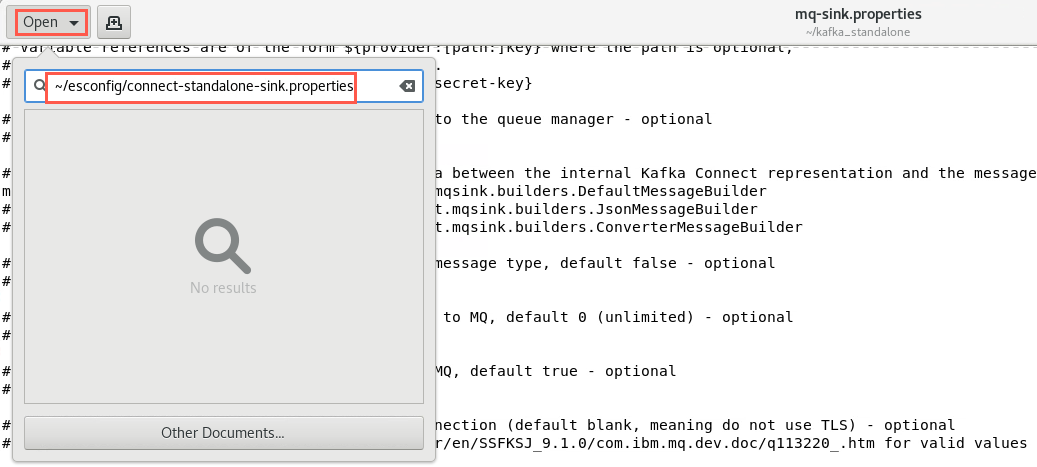 Open
mq-sink.properties
~/kafka_standalone
# Variable references are of the form ${provider:[path:]key} where the path is optional,
#
~/esconfig/connect-standalone-sink.properties
# secret-key}
# to the queue manager - optional
#
# a between the internal Kafka Connect representation and the message
m mqsink.builders.DefaultMessageBuilder
# t.mqsink.builders.JsonMessageBuilder
# t.mqsink.builders.ConverterMessageBuilder
# message type, default false - optional
#
No results
# to MQ, default 0 (unlimited) - optional
#
# MQ, default true - optional
#
# nection (default blank, meaning do not use TLS) - optional
Other Documents...
# r/en/SSFKSJ_9.1.0/com.ibm.mq.dev.doc/q113220_.htm for valid values